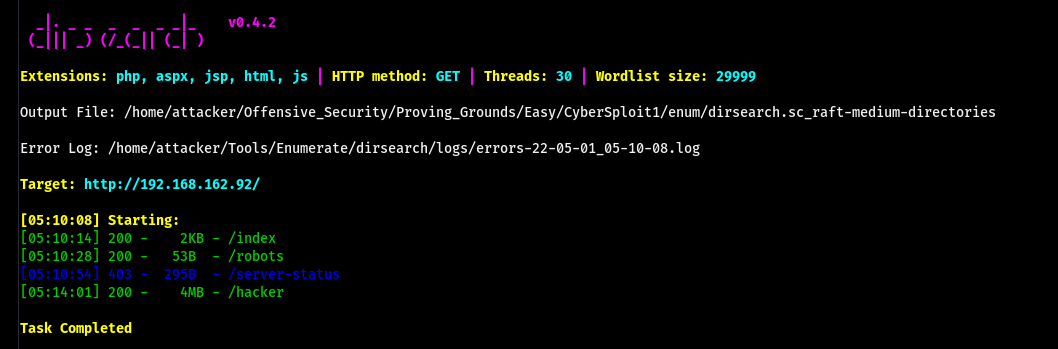 _|. _ _  _  _  _ _|_    v0.4.2
(_||| _) (/_(_|| (_| )
Extensions: php, aspx, jsp, html, js | HTTP method: GET | Threads: 30 | Wordlist size: 29999
Output File: /home/attacker/Offensive_Security/Proving_Grounds/Easy/CyberSploit1/enum/dirsearch.sc_raft-medium-directories
Error Log: /home/attacker/Tools/Enumerate/dirsearch/logs/errors-22-05-01_05-10-08.log
Target: http://192.168.162.92/
[05:10:08] Starting:
[05:10:14] 200 -    2KB - /index
[05:10:28] 200 -   53B  - /robots
[05:10:54] 403 -  295B  - /server-status
[05:14:01] 200 -    4MB - /hacker
Task Completed